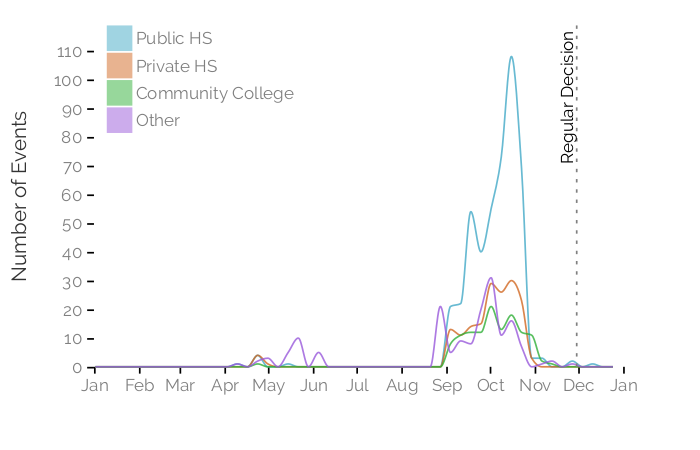 Public HS
Private HS
Community College
Other
Regular Decision
Number of Events
110
100
90
80
70
60
50
40
30
20
10
0
Jan Feb Mar Apr May Jun Jul Aug Sep Oct Nov Dec Jan